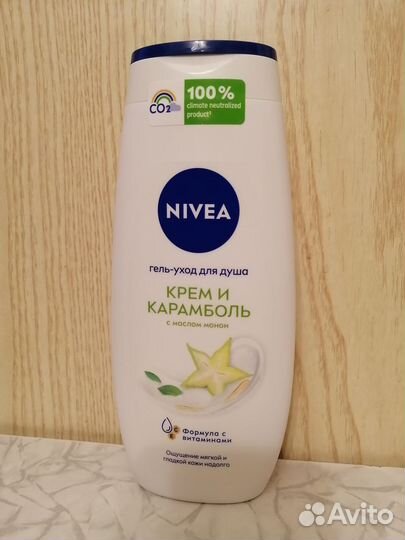 CO2
100%
climate neutralized
product¹
NIVEA
гель-уход для душа
КРЕМ И
КАРАМБОЛЬ
с маслом монои
Формула с
витаминами
Ощущение мягкой и
гладкой кожи надолго
Avito